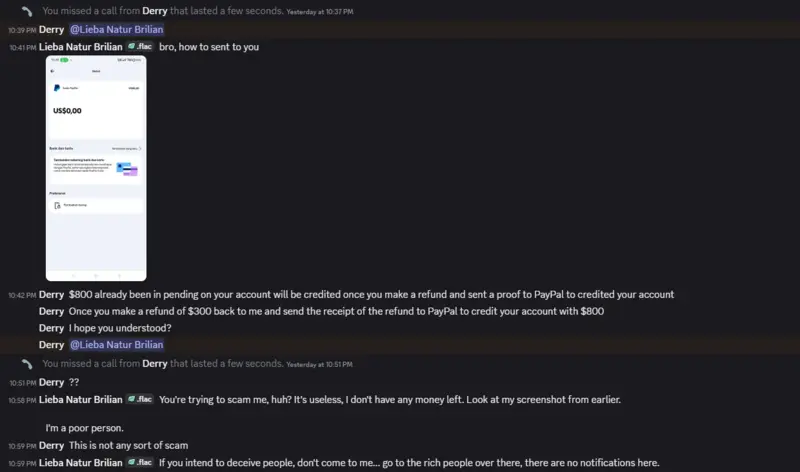 You missed a call from Derry that lasted a few seconds. Yesterday at 10:37 PM
10:39 PM Derry @Lieba Natur Brilian
10:41 PM Lieba Natur Brilian .flac bro, how to sent to you
US$0,00
10:42 PM Derry $800 already been in pending on your account will be credited once you make a refund and sent a proof to PayPal to credited your account
Derry Once you make a refund of $300 back to me and send the receipt of the refund to PayPal to credit your account with $800
Derry I hope you understood?
Derry @Lieba Natur Brilian
You missed a call from Derry that lasted a few seconds. Yesterday at 10:51 PM
10:51 PM Derry ??
10:58 PM Lieba Natur Brilian .flac You're trying to scam me, huh? It's useless, I don't have any money left. Look at my screenshot from earlier.
I'm a poor person.
10:59 PM Derry This is not any sort of scam
10:59 PM Lieba Natur Brilian .flac If you intend to deceive people, don't come to me... go to the rich people over there, there are no notifications here.